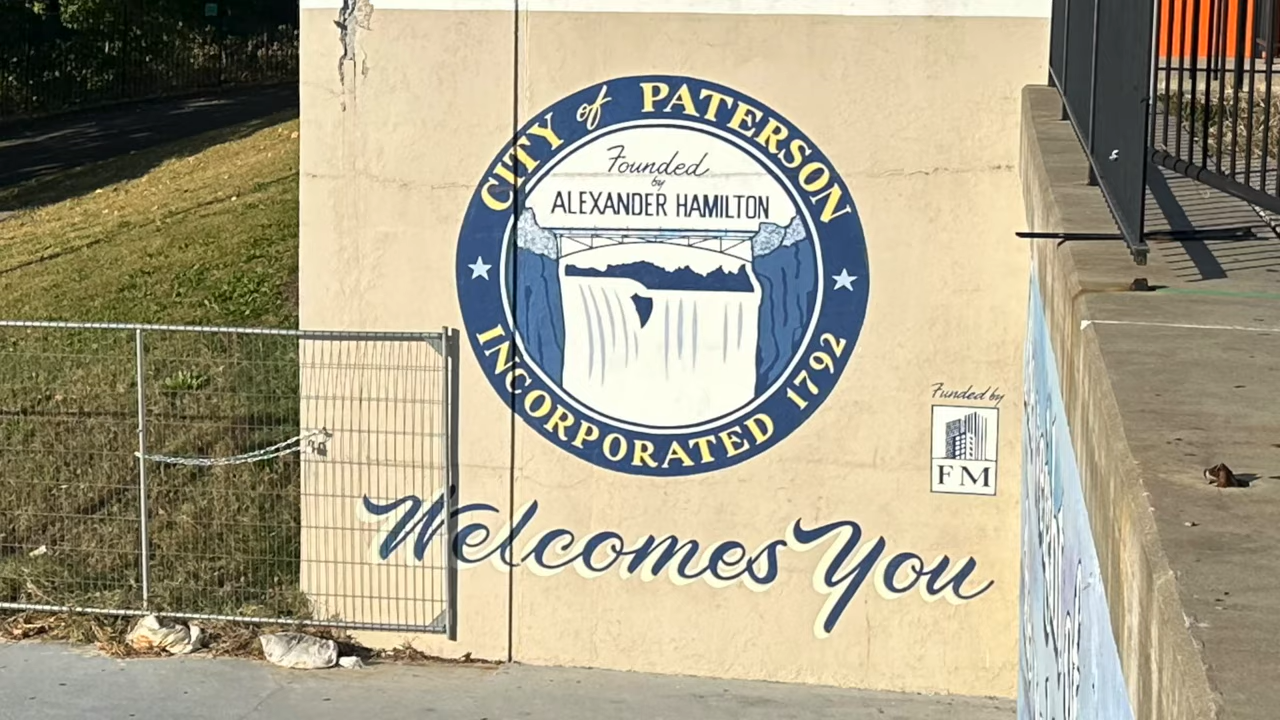 CITY of PATERSON
Founded
by
ALEXANDER HAMILTON
INCORPORATED 1792
Funded by
FM
Welcomes You